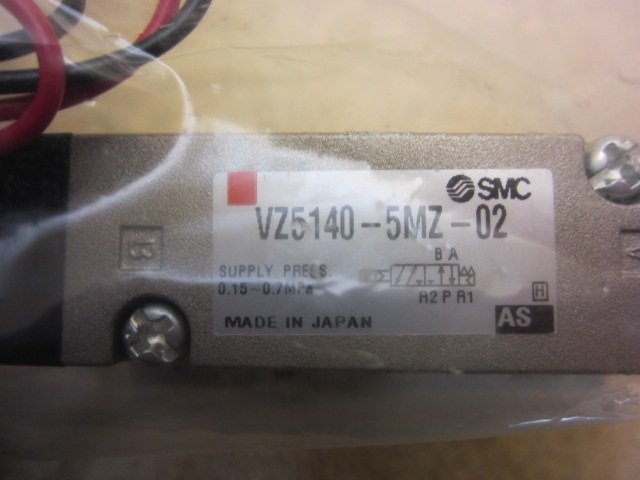 SMC
VZ5140-5MZ-02
B A
SUPPLY PRESS
0.15~0.7MPa
R2 P R1
H
MADE IN JAPAN
AS
B